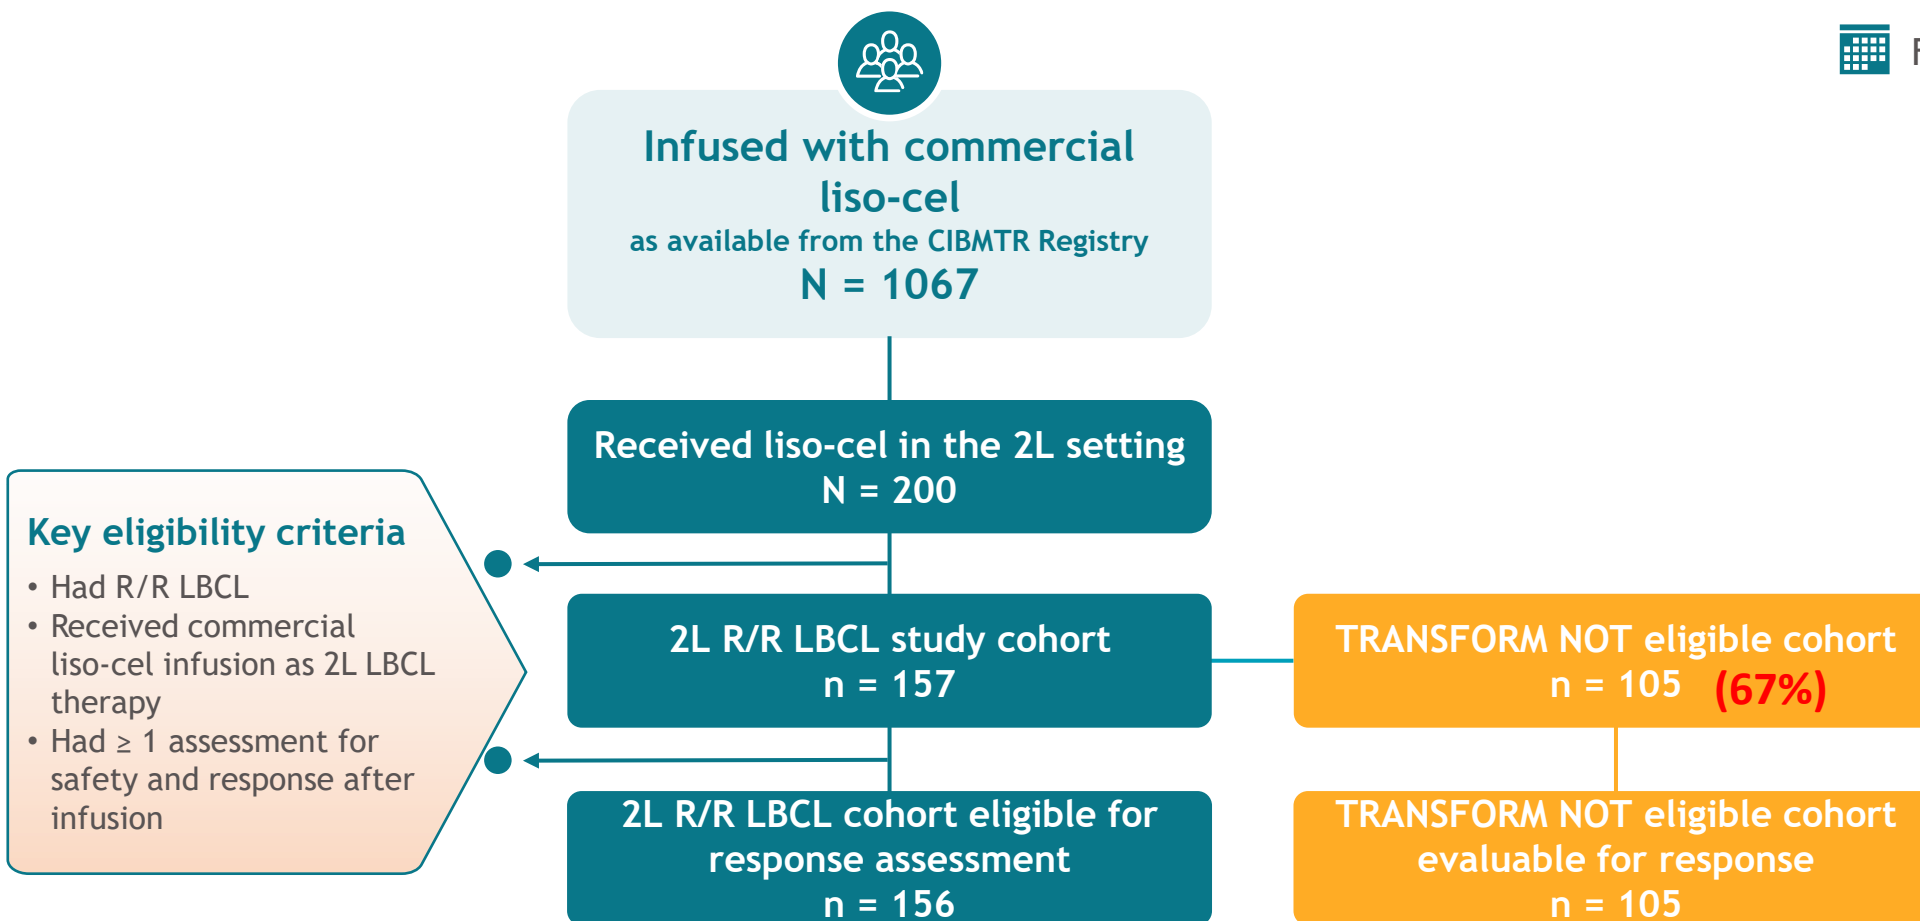 Infused with commercial
liso-cel
as available from the CIBMTR Registry
N = 1067
Received liso-cel in the 2L setting
N = 200
Key eligibility criteria
• Had R/R LBCL
• Received commercial
liso-cel infusion as 2L LBCL
therapy
• Had ≥ 1 assessment for
safety and response after
infusion
2L R/R LBCL study cohort
n = 157
TRANSFORM NOT eligible cohort
n = 105 (67%)
2L R/R LBCL cohort eligible for
response assessment
n = 156
TRANSFORM NOT eligible cohort
evaluable for response
n = 105